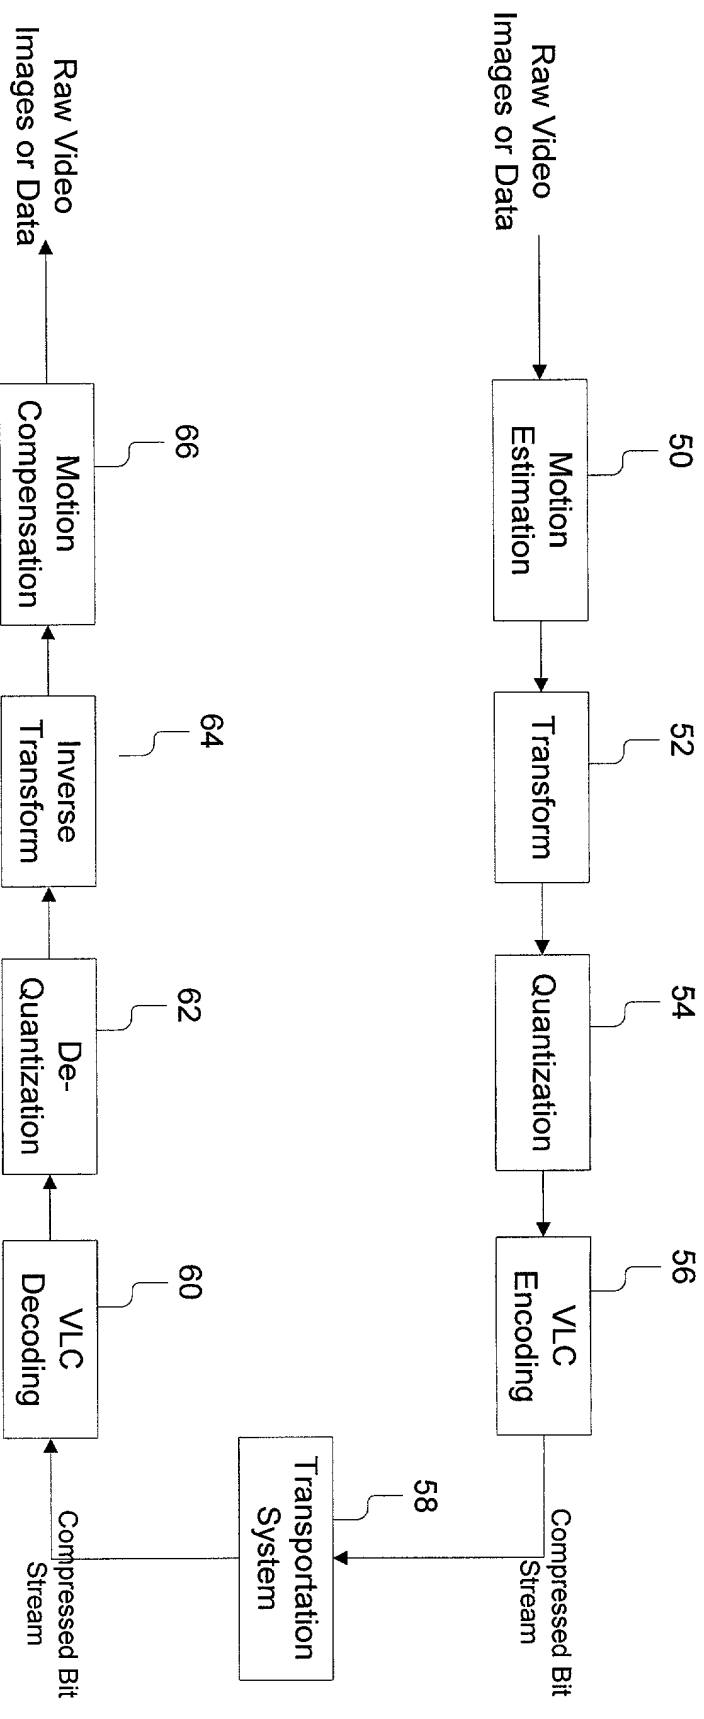 Raw Video
Images or Data
50
Motion
Estimation
52
Transform
54
Quantization
56
VLC
Encoding
Compressed Bit
Stream
58
Transportation
System
Raw Video
Images or Data
66
Motion
Compensation
64
Inverse
Transform
62
De-
Quantization
60
VLC
Decoding
Compressed Bit
Stream